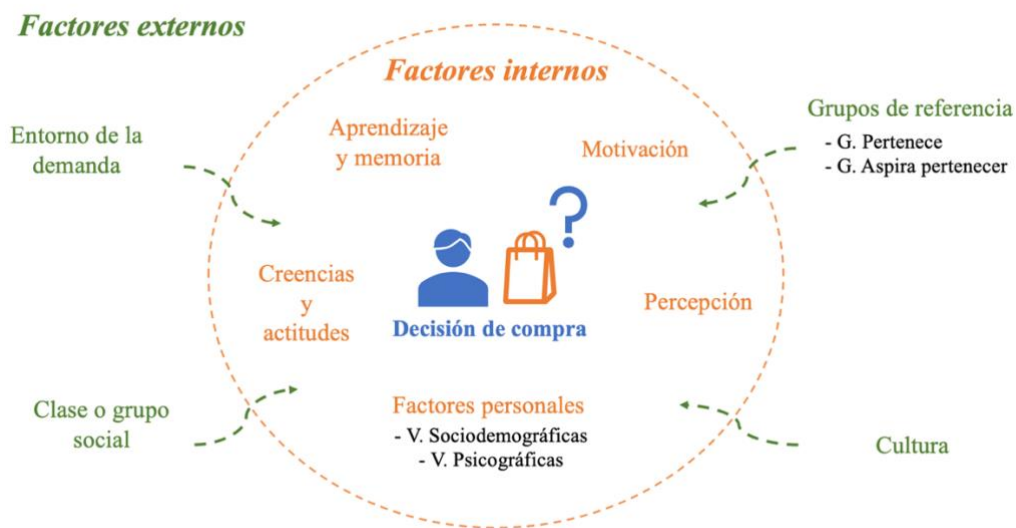 Factores externos
Factores internos
Entorno de la
demanda
Aprendizaje
y memoria
Motivación
Grupos de referencia
- G. Pertenece
- G. Aspira pertenecer
?
Creencias
y
actitudes
Percepción
Decisión de compra
Clase o grupo
social
Factores personales
- V. Sociodemográficas
- V. Psicográficas
Cultura